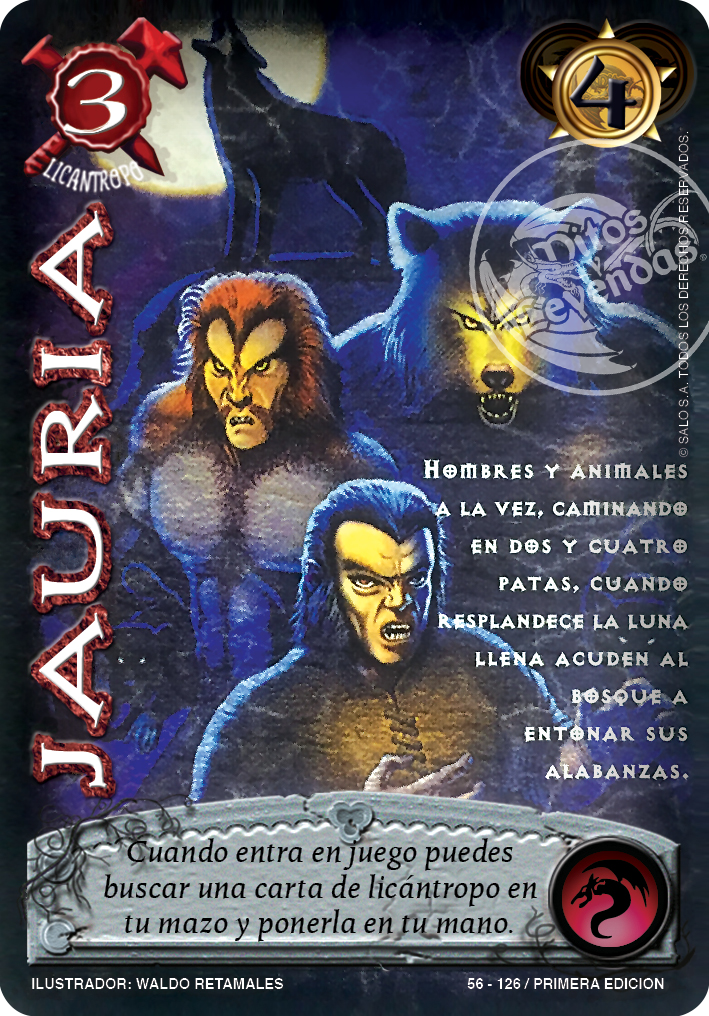 3
LICANTROPO
4
JAURIA
Mitos
y
Leyendas
®
© SALO S.A. TODOS LOS DERECHOS RESERVADOS.
HOMBRES Y ANIMALES
A LA VEZ, CAMINANDO
EN DOS Y CUATRO
PATAS, CUANDO
RESPLANDECE LA LUNA
LLENA ACUDEN AL
BOSQUE A
ENTONAR SUS
ALABANZAS.
Cuando entra en juego puedes
buscar una carta de licántropo en
tu mazo y ponerla en tu mano.
ILUSTRADOR: WALDO RETAMALES
56 - 126 / PRIMERA EDICION